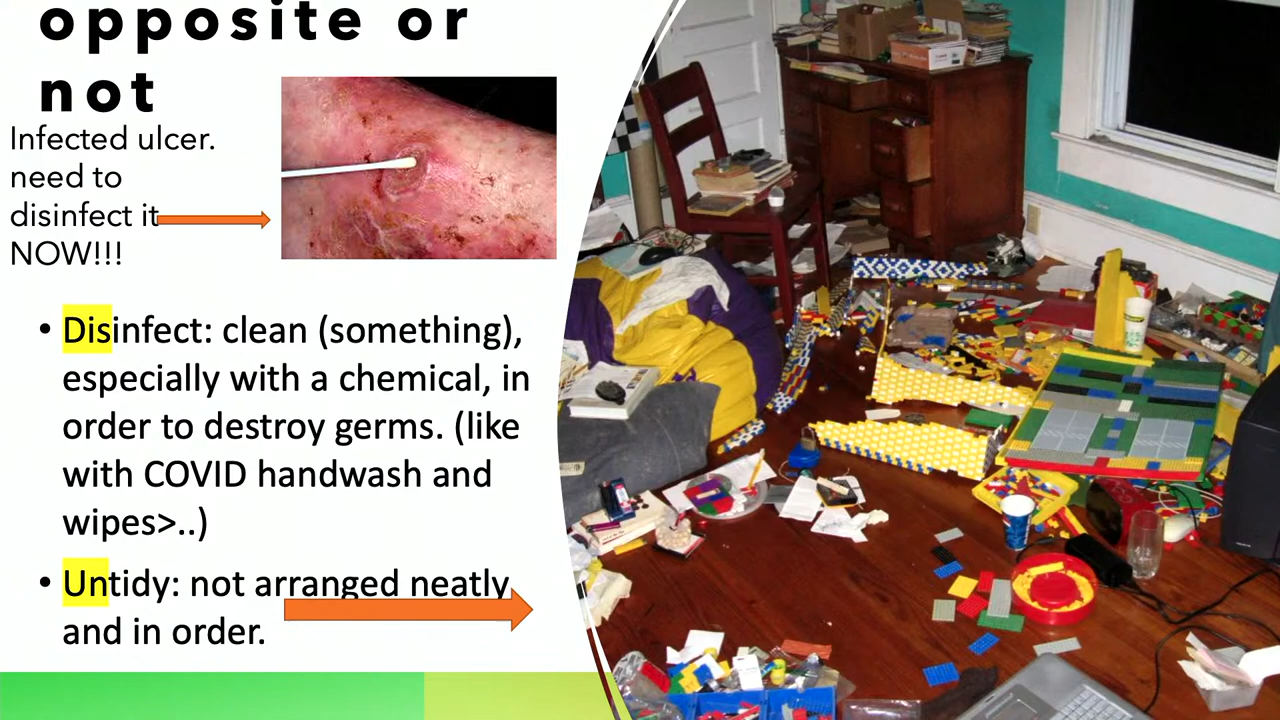 opposite or
not
Infected ulcer.
need to
disinfect it
NOW!!!
• Disinfect: clean (something),
especially with a chemical, in
order to destroy germs. (like
with COVID handwash and
wipes>..)
• Untidy: not arranged neatly
and in order.